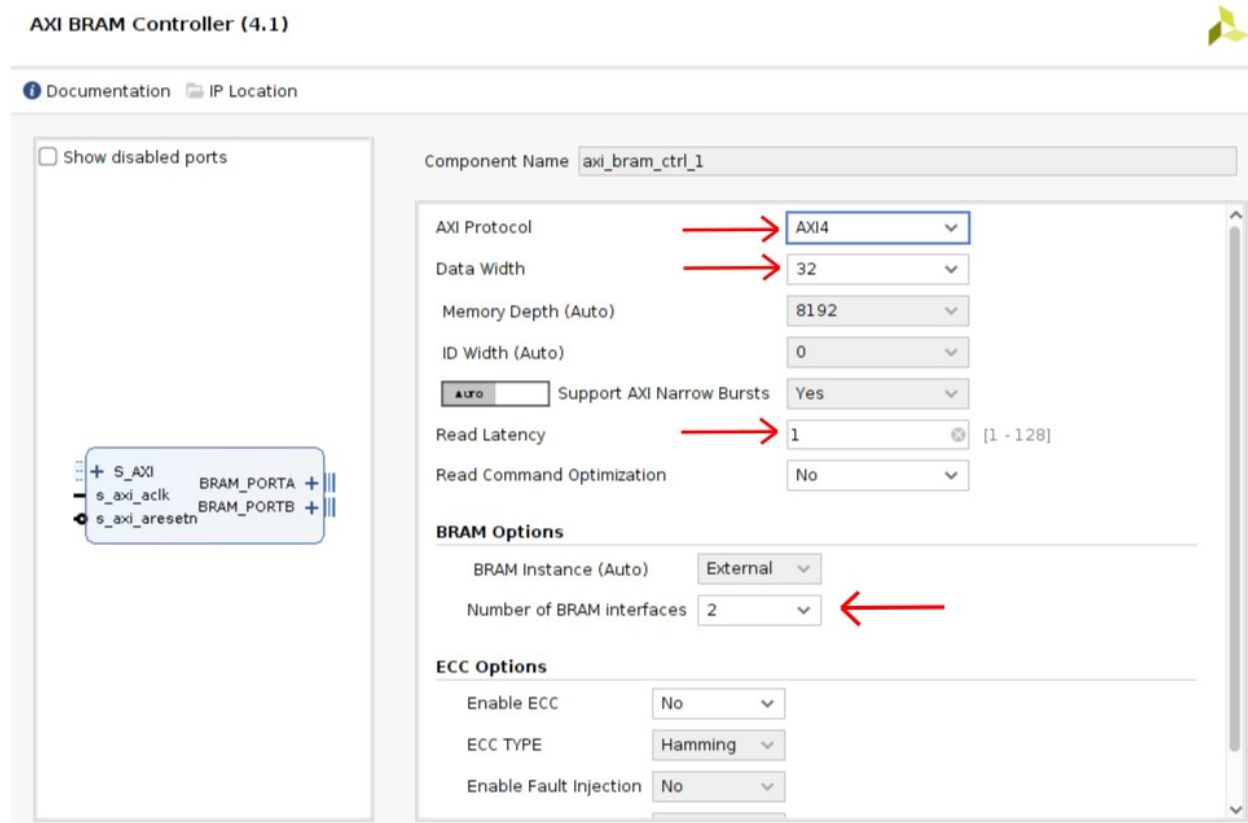 AXI BRAM Controller (4.1)
Documentation IP Location
Show disabled ports
S_AXI
s_axi_aclk
s_axi_aresetn
BRAM_PORTA
BRAM_PORTB
Component Name axi_bram_ctrl_1
AXI Protocol AXI4
Data Width 32
Memory Depth (Auto) 8192
ID Width (Auto) 0
AUTO Support AXI Narrow Bursts Yes
Read Latency 1 [1 - 128]
Read Command Optimization No
BRAM Options
BRAM Instance (Auto) External
Number of BRAM interfaces 2
ECC Options
Enable ECC No
ECC TYPE Hamming
Enable Fault Injection No